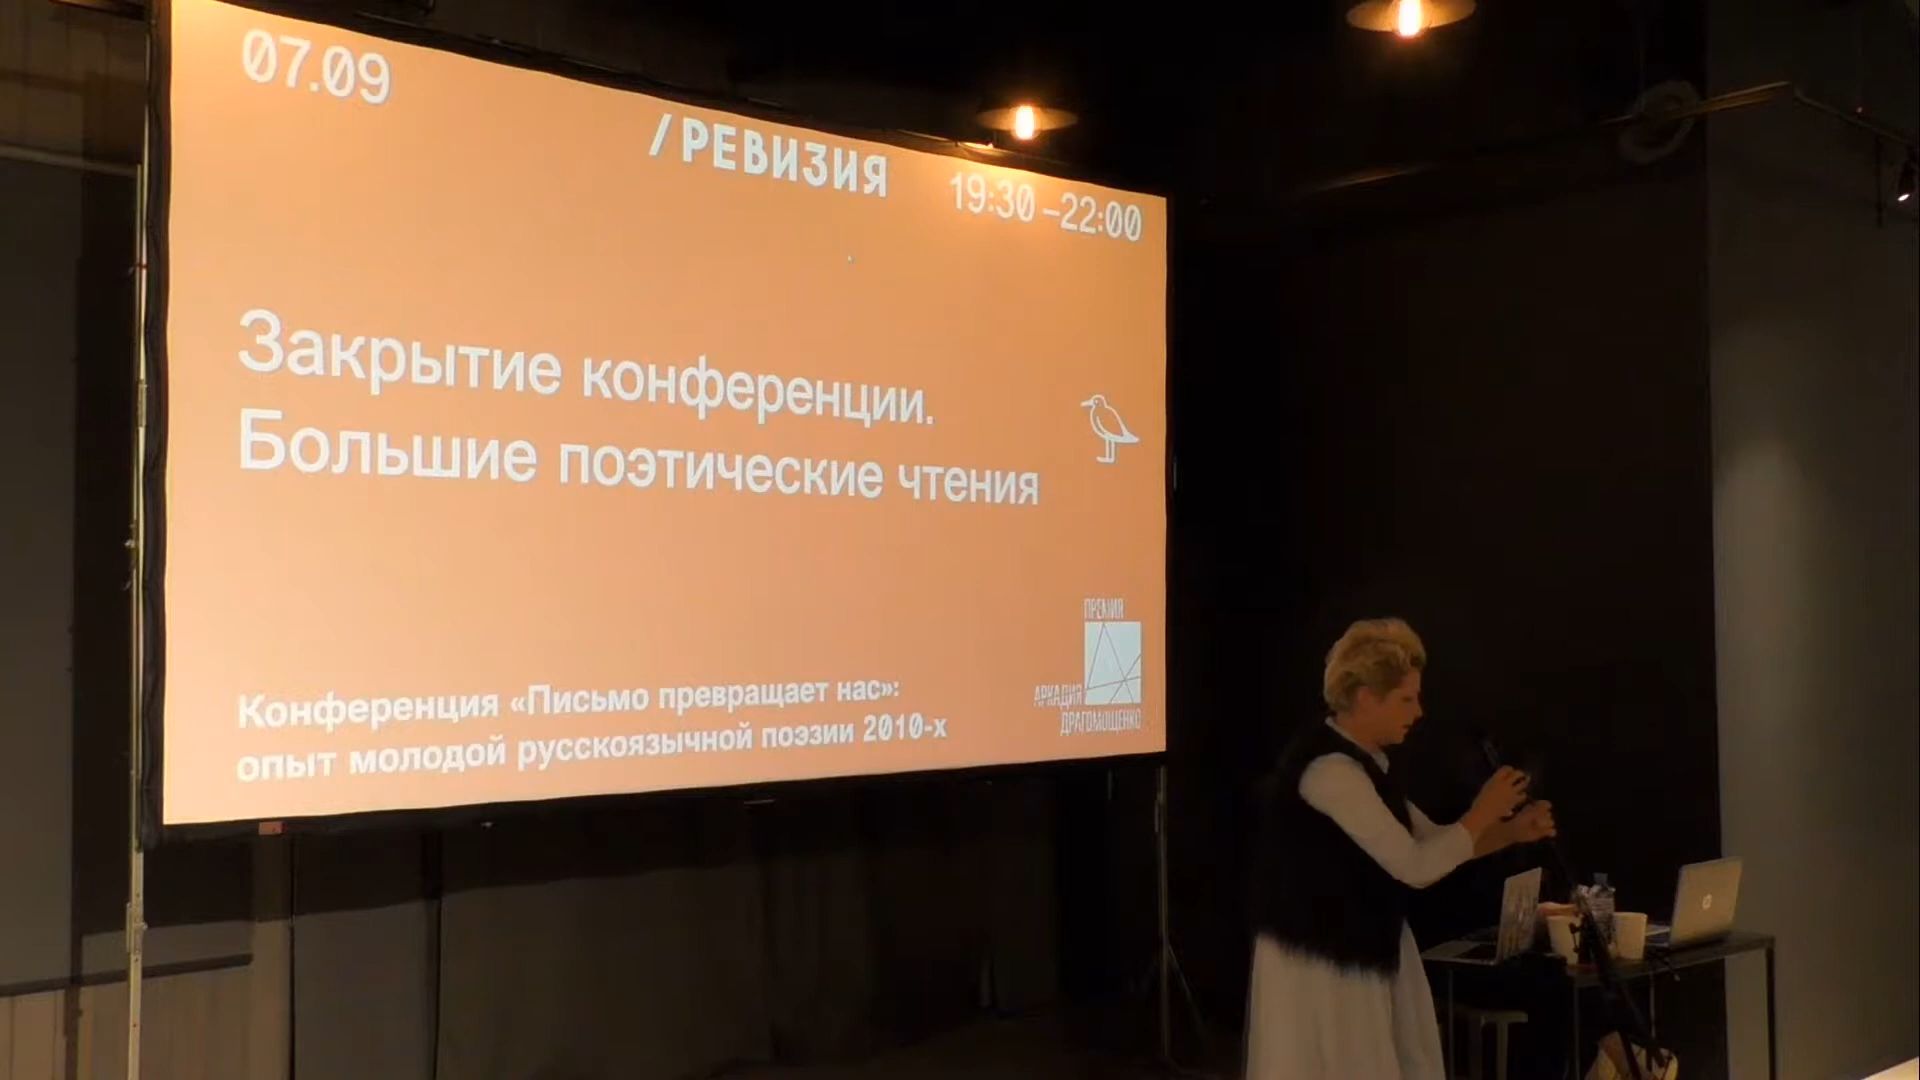 07.09
/РЕВИЗИЯ
19:30–22:00
Закрытие конференции.
Большие поэтические чтения
ПРЕМИЯ
АРКАДИЯ
ДРАГОМОЩЕНКО
Конференция «Письмо превращает нас»:
опыт молодой русскоязычной поэзии 2010-х
hp